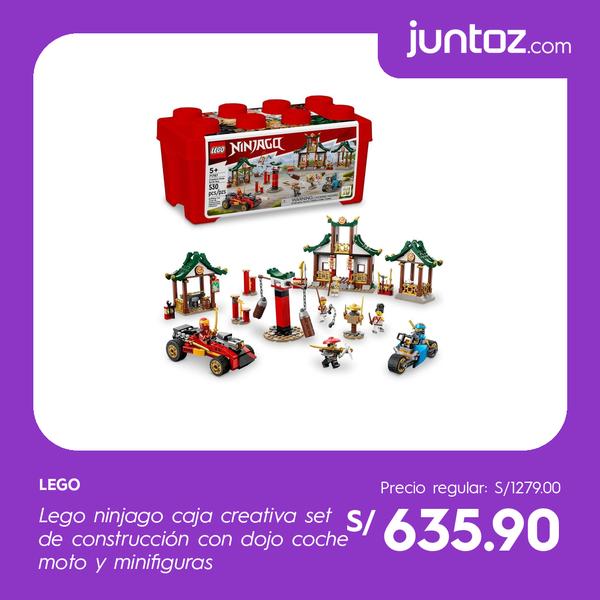 juntoz.com
LEGO NINJAGO
5+
530
pcs/pzs
LEGO
Precio regular: S/1279.00
Lego ninjago caja creativa set
de construcción con dojo coche
moto y minifiguras
S/ 635.90